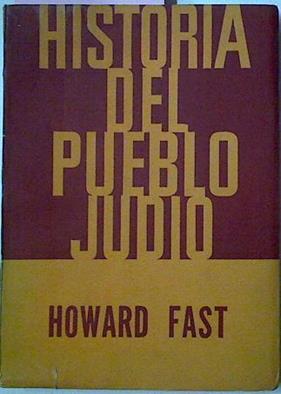 HISTORIA
DEL
PUEBLO
JUDIO
HOWARD FAST